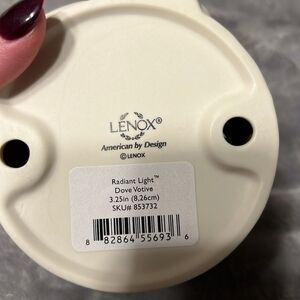 LENOX®
American by Design
©LENOX
Radiant Light™
Dove Votive
3.25in (8.26cm)
SKU# 853732
8 82864 55693 6